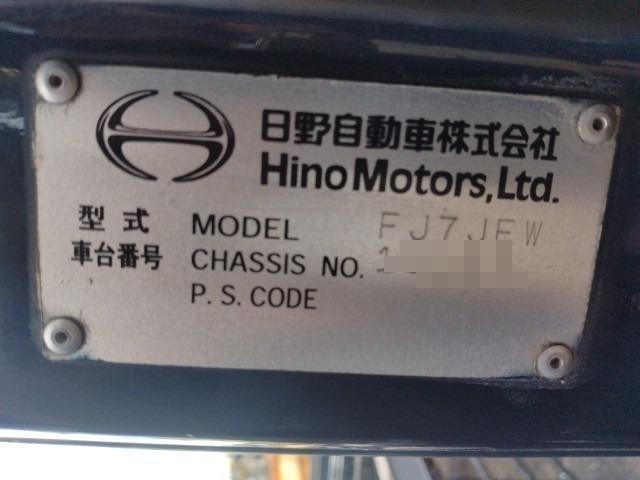 日野自動車株式会社
Hino Motors, Ltd.
型式 MODEL FJ7JEW
車台番号 CHASSIS NO.
P. S. CODE